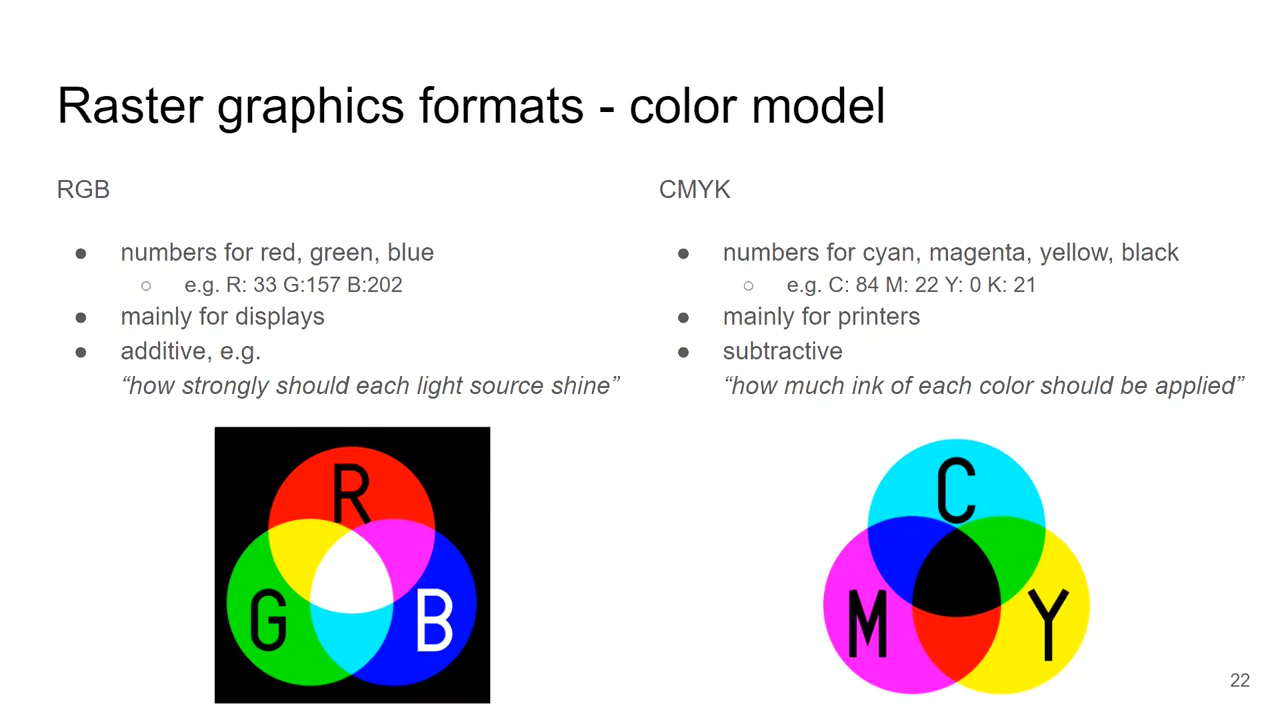 Raster graphics formats - color model
RGB
● numbers for red, green, blue
○ e.g. R: 33 G:157 B:202
● mainly for displays
● additive, e.g.
“how strongly should each light source shine”
R
G
B
CMYK
● numbers for cyan, magenta, yellow, black
○ e.g. C: 84 M: 22 Y: 0 K: 21
● mainly for printers
● subtractive
“how much ink of each color should be applied”
C
M
Y
22